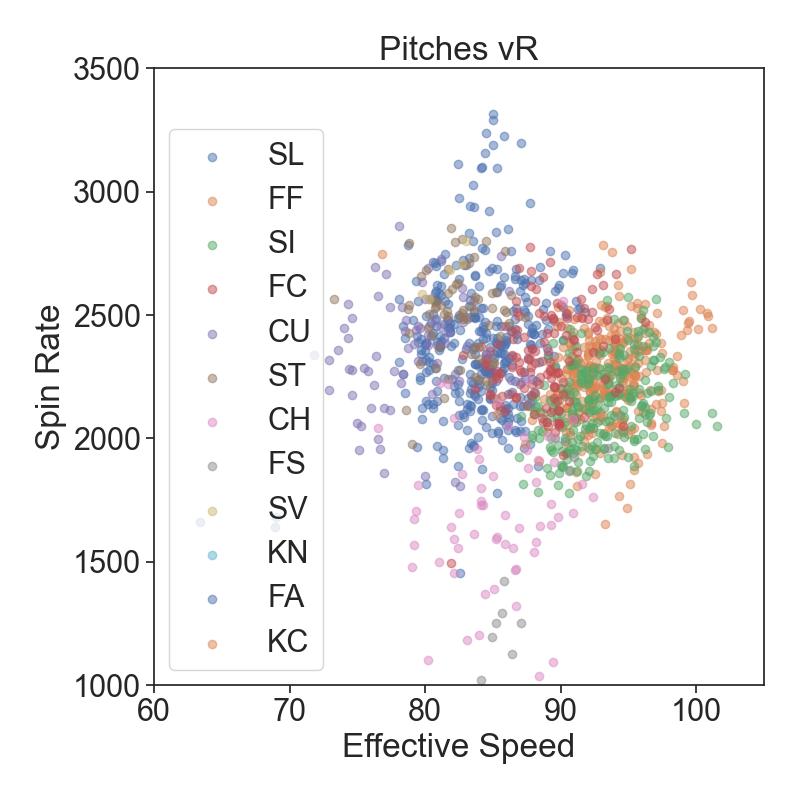 Pitches vR
3500
3000
2500
2000
1500
1000
Spin Rate
SL
FF
SI
FC
CU
ST
CH
FS
SV
KN
FA
KC
60 70 80 90 100
Effective Speed